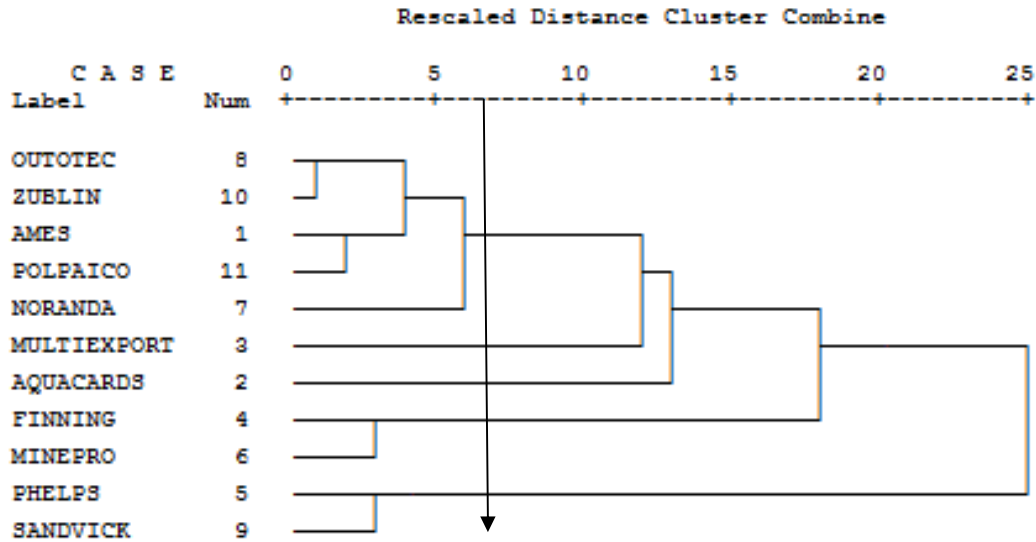 Rescaled Distance Cluster Combine
C A S E 0 5 10 15 20 25
Label Num +---------+---------+---------+---------+---------+
OUTOTEC 8
ZUBLIN 10
AMES 1
POLPAICO 11
NORANDA 7
MULTIEXPORT 3
AQUACARDS 2
FINNING 4
MINEPRO 6
PHELPS 5
SANDVICK 9